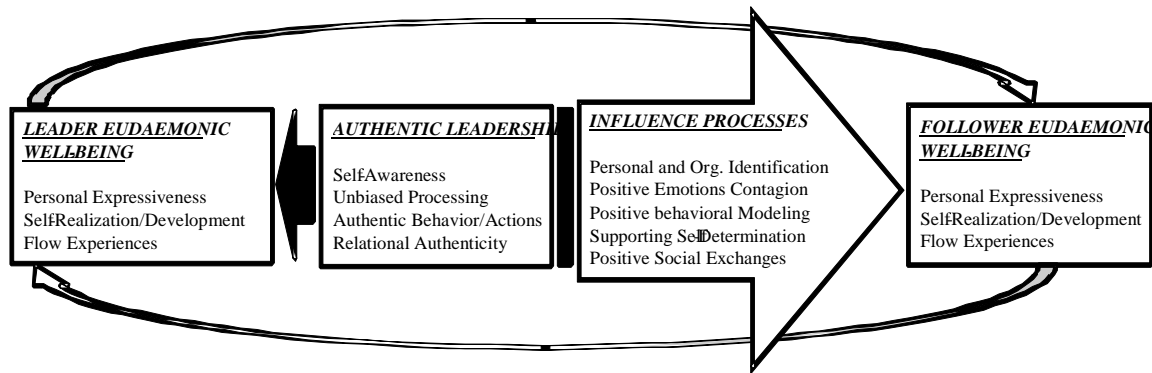 LEADER EUDAEMONIC
WELL-BEING
Personal Expressiveness
Self-Realization/Development
Flow Experiences
AUTHENTIC LEADERSHI
Self-Awareness
Unbiased Processing
Authentic Behavior/Actions
Relational Authenticity
INFLUENCE PROCESSES
Personal and Org. Identification
Positive Emotions Contagion
Positive behavioral Modeling
Supporting Self-Determination
Positive Social Exchanges
FOLLOWER EUDAEMONIC
WELL-BEING
Personal Expressiveness
Self-Realization/Development
Flow Experiences